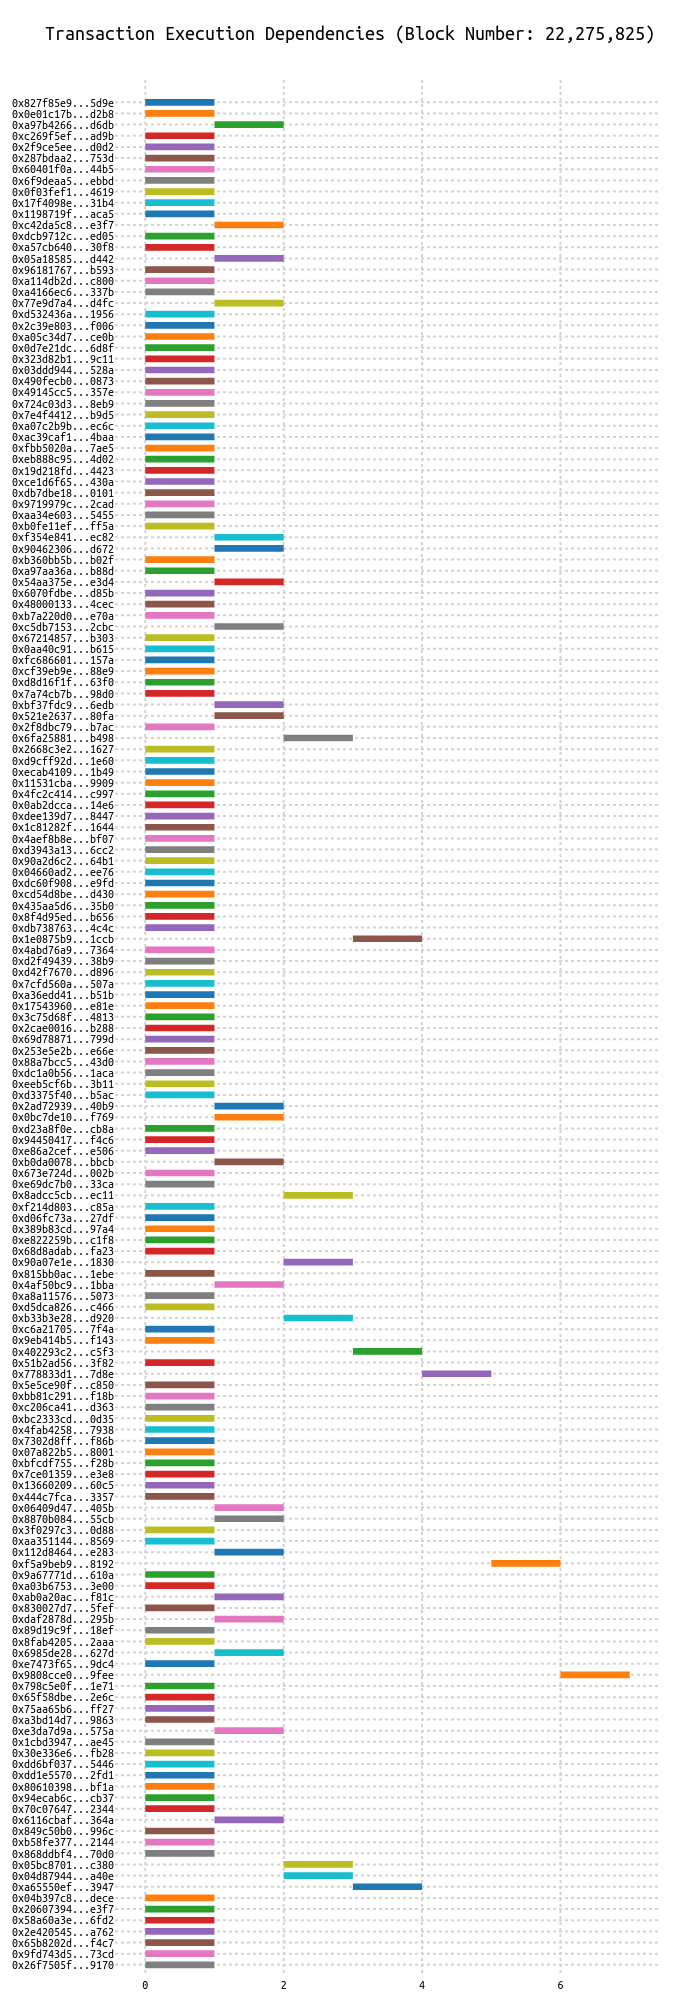 Transaction Execution Dependencies (Block Number: 22,275,825)
0x827f85e9...5d9e
0x0e01c17b...d2b8
0xa97b4266...d6db
0xc269f5ef...ad9b
0x2f9ce5ee...d0d2
0x287bdaa2...753d
0x60401f0a...44b5
0x6f9deaa5...ebbd
0x0f03fef1...4619
0x17f4098e...31b4
0x1198719f...aca5
0xc42da5c8...e3f7
0xdcb9712c...ed05
0xa57cb640...30f8
0x05a18585...d442
0x96181767...b593
0xa114db2d...c800
0xa4166ec6...337b
0x77e9d7a4...d4fc
0xd532436a...1956
0x2c39e803...f006
0xa05c34d7...ce0b
0x0d7e21dc...6d8f
0x323d82b1...9c11
0x03ddd944...528a
0x490fecb0...0873
0x49145cc5...357e
0x724c03d3...8eb9
0x7e4f4412...b9d5
0xa07c2b9b...ec6c
0xac39caf1...4baa
0xfbb5020a...7ae5
0xeb888c95...4d02
0x19d218fd...4423
0xce1d6f65...430a
0xdb7dbe18...0101
0x9719979c...2cad
0xaa34e603...5455
0xb0fe11ef...ff5a
0xf354e841...ec82
0x90462306...d672
0xb360bb5b...b02f
0xa97aa36a...b88d
0x54aa375e...e3d4
0x6070fdbe...d85b
0x48000133...4cec
0xb7a220d0...e70a
0xc5db7153...2cbc
0x67214857...b303
0x0aa40c91...b615
0xfc686601...157a
0xcf39eb9e...88e9
0xd8d16f1f...63f0
0x7a74cb7b...98d0
0xbf37fdc9...6edb
0x521e2637...80fa
0x2f8dbc79...b7ac
0x6fa25881...b498
0x2668c3e2...1627
0xd9cff92d...1e60
0xecab4109...1b49
0x11531cba...9909
0x4fc2c414...c997
0x0ab2dcca...14e6
0xdee139d7...8447
0x1c81282f...1644
0x4aef8b8e...bf07
0xd3943a13...6cc2
0x90a2d6c2...64b1
0x04660ad2...ee76
0xdc60f908...e9fd
0xcd54d8be...d430
0x435aa5d6...35b0
0x8f4d95ed...b656
0xdb738763...4c4c
0x1e0875b9...1ccb
0x4abd76a9...7364
0xd2f49439...38b9
0xd42f7670...d896
0x7cfd560a...507a
0xa36edd41...b51b
0x17543960...e81e
0x3c75d68f...4813
0x2cae0016...b288
0x69d78871...799d
0x253e5e2b...e66e
0x88a7bcc5...43d0
0xdc1a0b56...1aca
0xeeb5cf6b...3b11
0xd3375f40...b5ac
0x2ad72939...40b9
0x0bc7de10...f769
0xd23a8f0e...cb8a
0x94450417...f4c6
0xe86a2cef...e506
0xb0da0078...bbcb
0x673e724d...002b
0xe69dc7b0...33ca
0x8adcc5cb...ec11
0xf214d803...c85a
0xd06fc73a...27df
0x389b83cd...97a4
0xe822259b...c1f8
0x68d8adab...fa23
0x90a07e1e...1830
0x815bb0ac...1ebe
0x4af50bc9...1bba
0xa8a11576...5073
0xd5dca826...c466
0xb33b3e28...d920
0xc6a21705...7f4a
0x9eb414b5...f143
0x402293c2...c5f3
0x51b2ad56...3f82
0x778833d1...7d8e
0x5e5ce90f...c850
0xbb81c291...f18b
0xc206ca41...d363
0xbc2333cd...0d35
0x4fab4258...7938
0x7302d8ff...f86b
0x07a822b5...8001
0xbfcdf755...f28b
0x7ce01359...e3e8
0x13660209...60c5
0x444c7fca...3357
0x06409d47...405b
0x8870b084...55cb
0x3f0297c3...0d88
0xaa351144...8569
0x112d8464...e283
0xf5a9beb9...8192
0x9a67771d...610a
0xa03b6753...3e00
0xab0a20ac...f81c
0x830027d7...5fef
0xdaf2878d...295b
0x89d19c9f...18ef
0x8fab4205...2aaa
0x6985de28...627d
0xe7473f65...9dc4
0x9808cce0...9fee
0x798c5e0f...1e71
0x65f58dbe...2e6c
0x75aa65b6...ff27
0xa3bd14d7...9863
0xe3da7d9a...575a
0x1cbd3947...ae45
0x30e336e6...fb28
0xdd6bf037...5446
0xdd1e5570...2fd1
0x80610398...bf1a
0x94ecab6c...cb37
0x70c07647...2344
0x6116cbaf...364a
0x849c50b0...996c
0xb58fe377...2144
0x868ddbf4...70d0
0x05bc8701...c380
0x04d87944...a40e
0xa65550ef...3947
0x04b397c8...dece
0x20607394...e3f7
0x58a60a3e...6fd2
0x2e420545...a762
0x65b8202d...f4c7
0x9fd743d5...73cd
0x26f7505f...9170
0 2 4 6